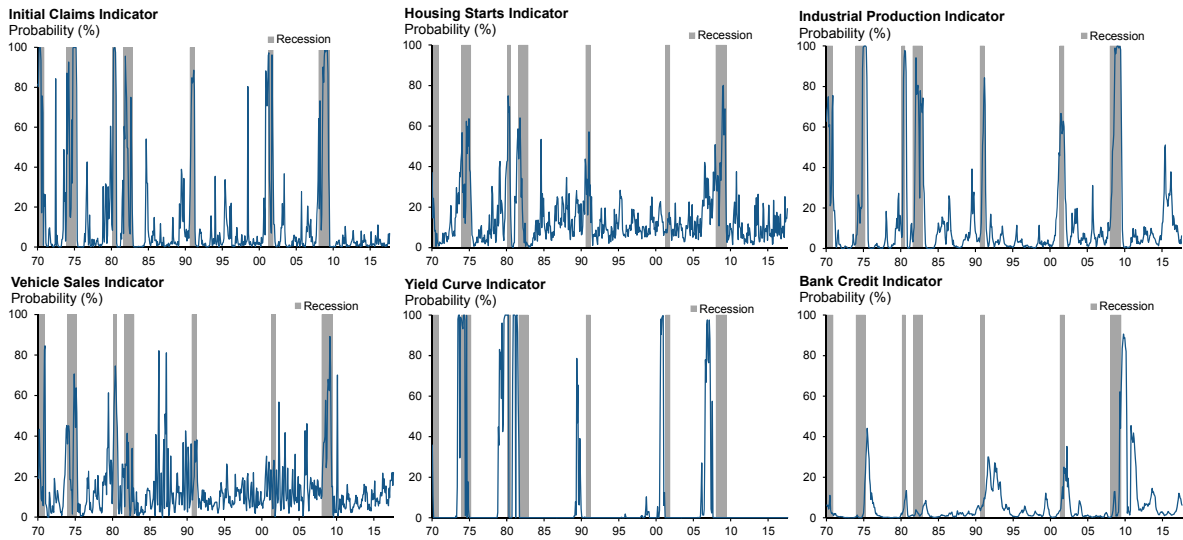 Initial Claims Indicator
Probability (%)
Recession
100
80
60
40
20
0
70 75 80 85 90 95 00 05 10 15
Housing Starts Indicator
Probability (%)
Recession
100
80
60
40
20
0
70 75 80 85 90 95 00 05 10 15
Industrial Production Indicator
Probability (%)
Recession
100
80
60
40
20
0
70 75 80 85 90 95 00 05 10 15
Vehicle Sales Indicator
Probability (%)
Recession
100
80
60
40
20
0
70 75 80 85 90 95 00 05 10 15
Yield Curve Indicator
Probability (%)
Recession
100
80
60
40
20
0
70 75 80 85 90 95 00 05 10 15
Bank Credit Indicator
Probability (%)
Recession
100
80
60
40
20
0
70 75 80 85 90 95 00 05 10 15